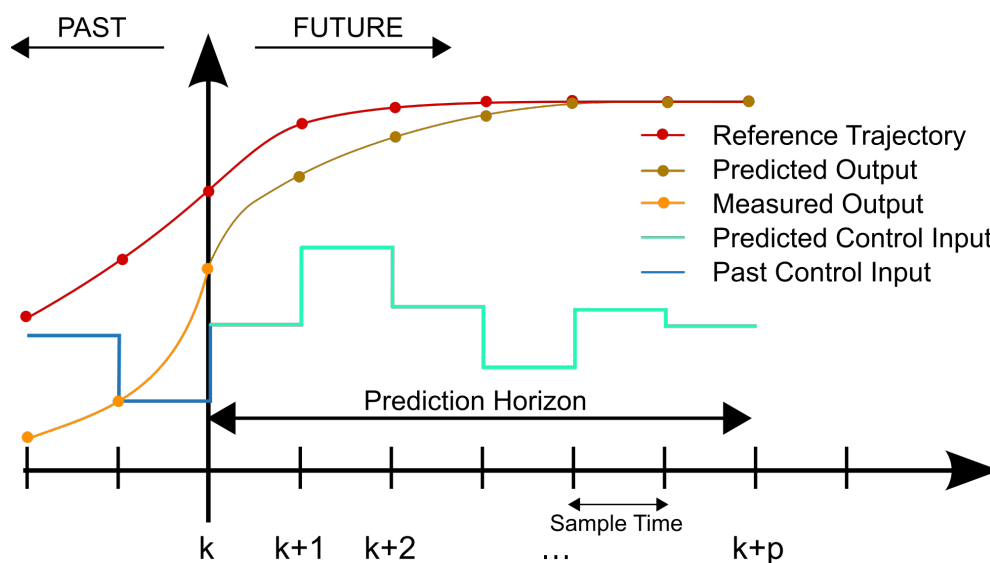 PAST
FUTURE
Reference Trajectory
Predicted Output
Measured Output
Predicted Control Input
Past Control Input
Prediction Horizon
Sample Time
k
k+1
k+2
...
k+p